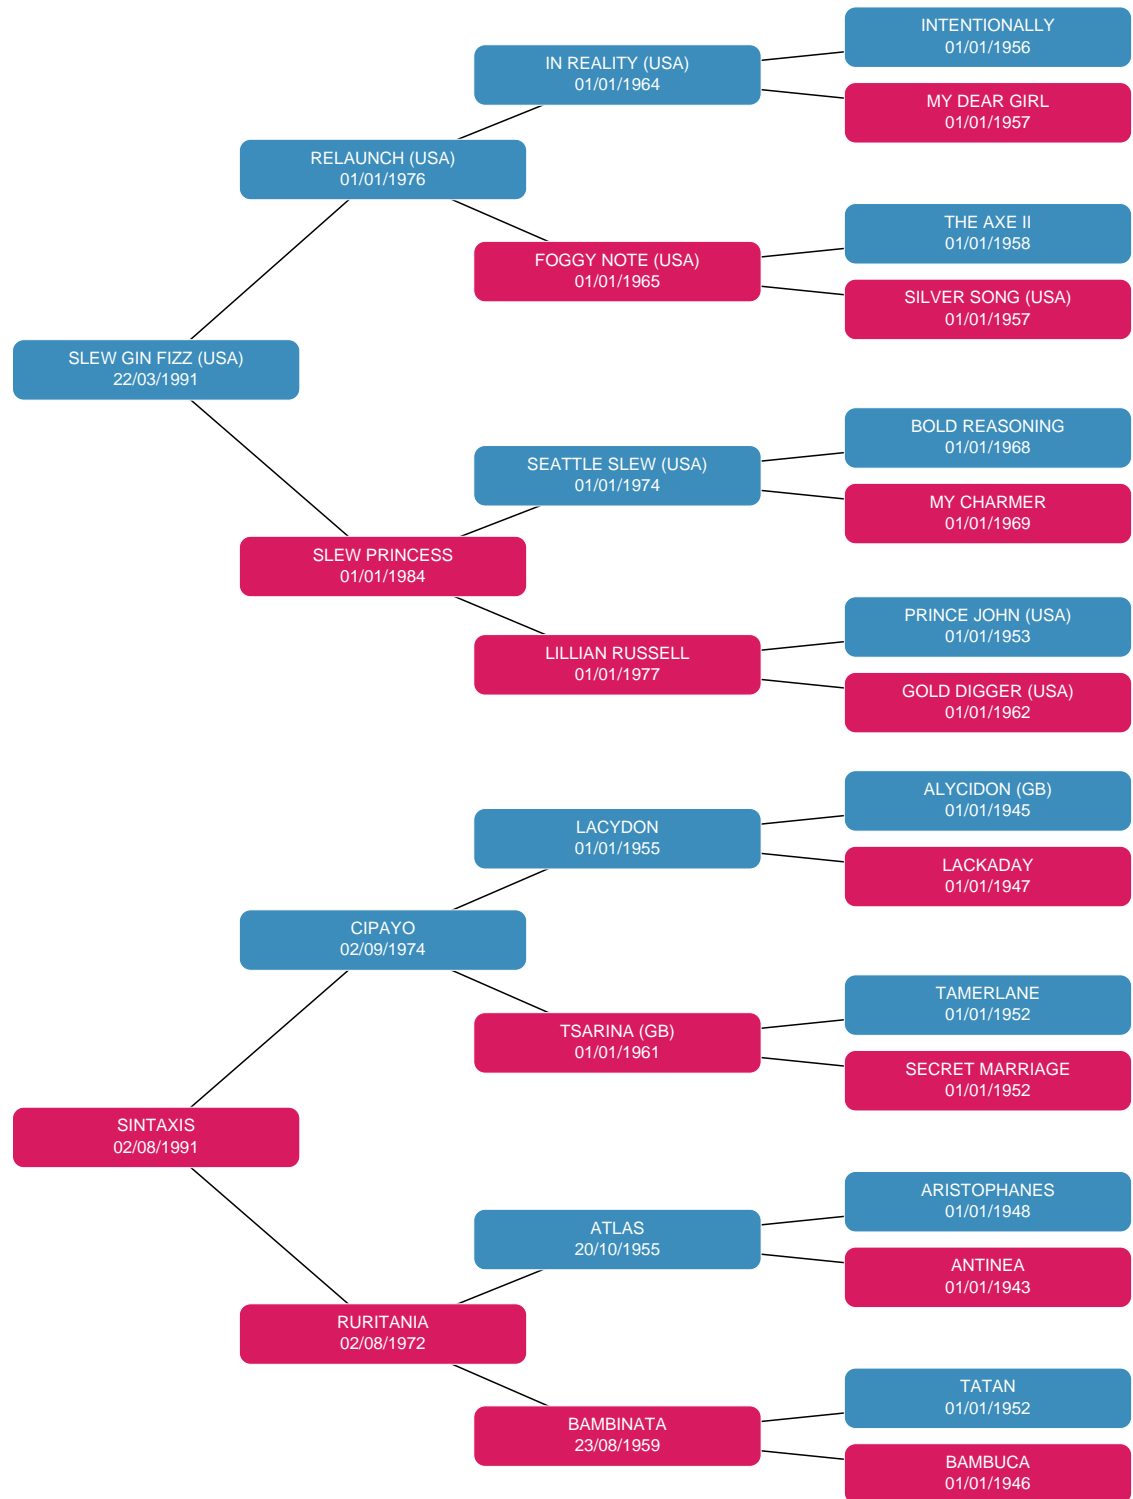 INTENTIONALLY
01/01/1956
IN REALITY (USA)
01/01/1964
MY DEAR GIRL
01/01/1957
RELAUNCH (USA)
01/01/1976
THE AXE II
01/01/1958
FOGGY NOTE (USA)
01/01/1965
SILVER SONG (USA)
01/01/1957
SLEW GIN FIZZ (USA)
22/03/1991
BOLD REASONING
01/01/1968
SEATTLE SLEW (USA)
01/01/1974
MY CHARMER
01/01/1969
SLEW PRINCESS
01/01/1984
PRINCE JOHN (USA)
01/01/1953
LILLIAN RUSSELL
01/01/1977
GOLD DIGGER (USA)
01/01/1962
ALYCIDON (GB)
01/01/1945
LACYDON
01/01/1955
LACKADAY
01/01/1947
CIPAYO
02/09/1974
TAMERLANE
01/01/1952
TSARINA (GB)
01/01/1961
SECRET MARRIAGE
01/01/1952
SINTAXIS
02/08/1991
ARISTOPHANES
01/01/1948
ATLAS
20/10/1955
ANTINEA
01/01/1943
RURITANIA
02/08/1972
TATAN
01/01/1952
BAMBINATA
23/08/1959
BAMBUCA
01/01/1946